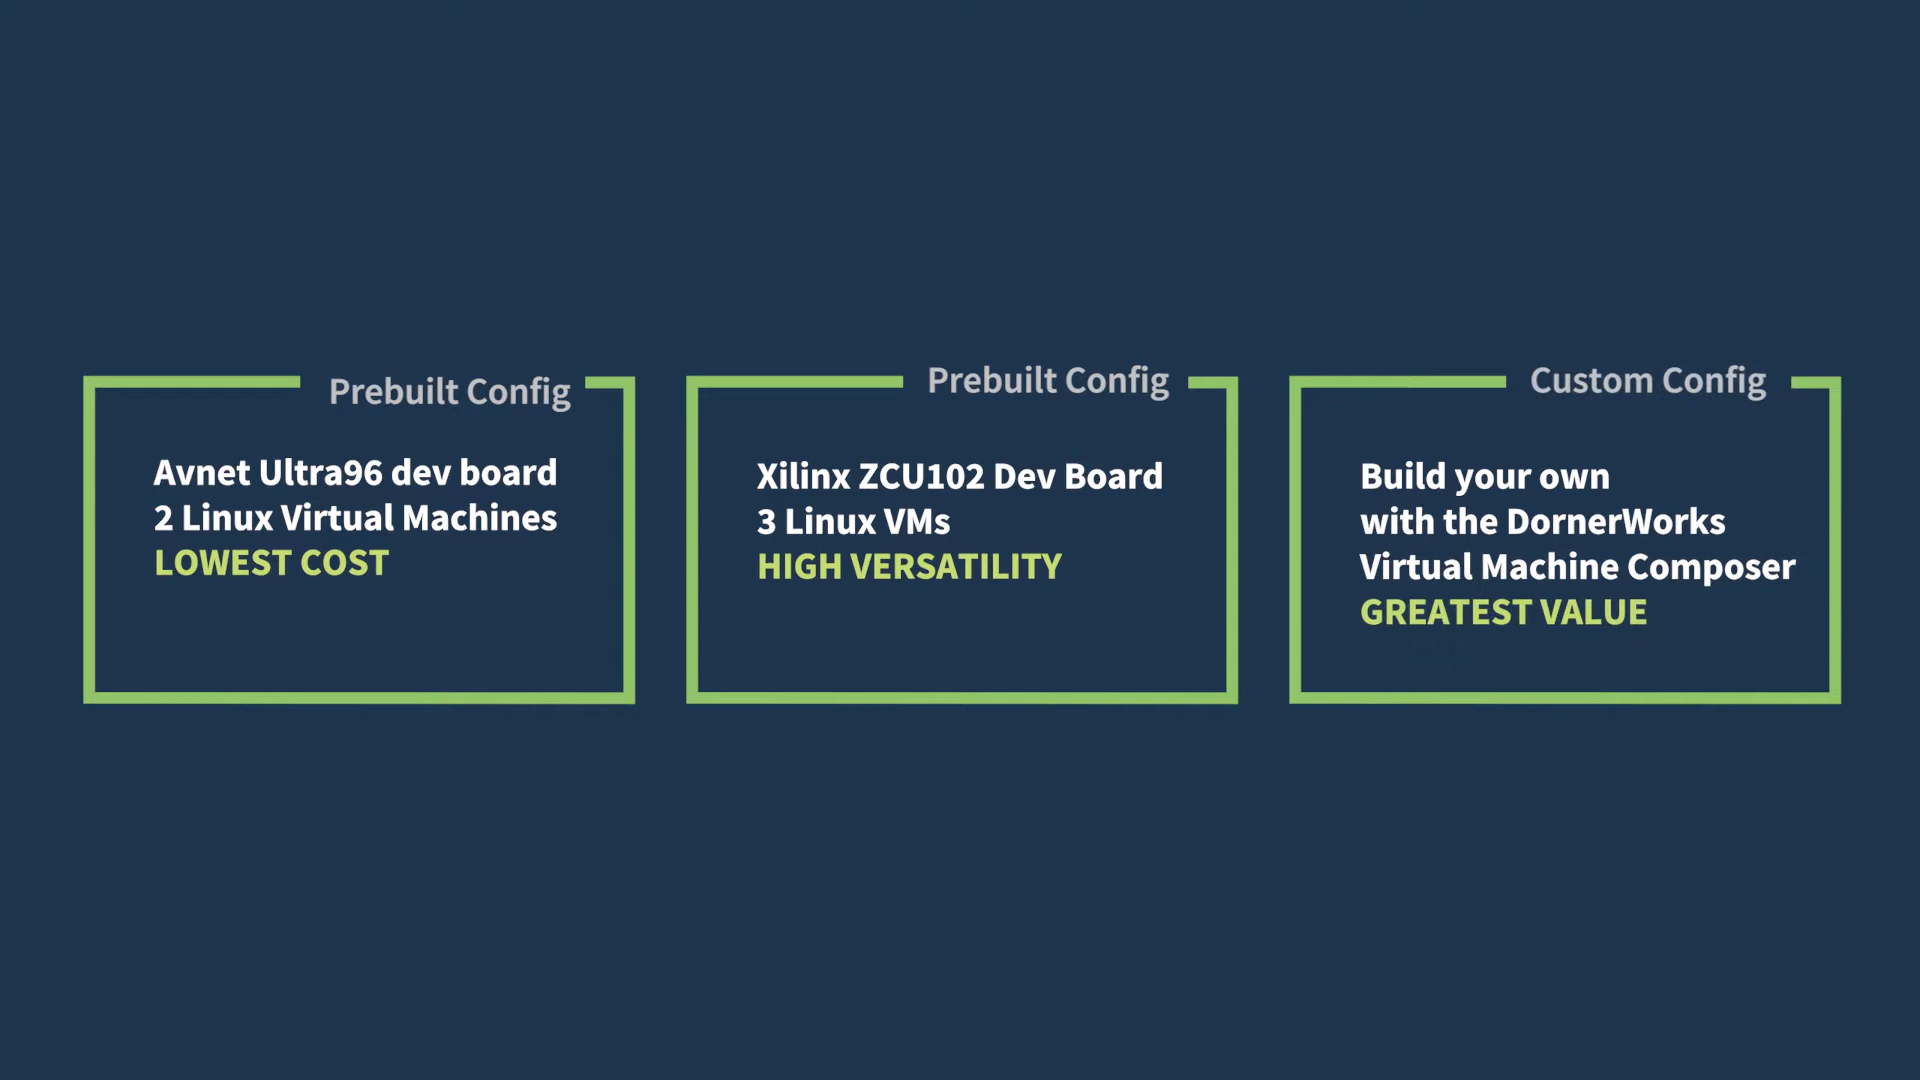 Prebuilt Config
Avnet Ultra96 dev board
2 Linux Virtual Machines
LOWEST COST
Prebuilt Config
Xilinx ZCU102 Dev Board
3 Linux VMs
HIGH VERSATILITY
Custom Config
Build your own
with the DornerWorks
Virtual Machine Composer
GREATEST VALUE